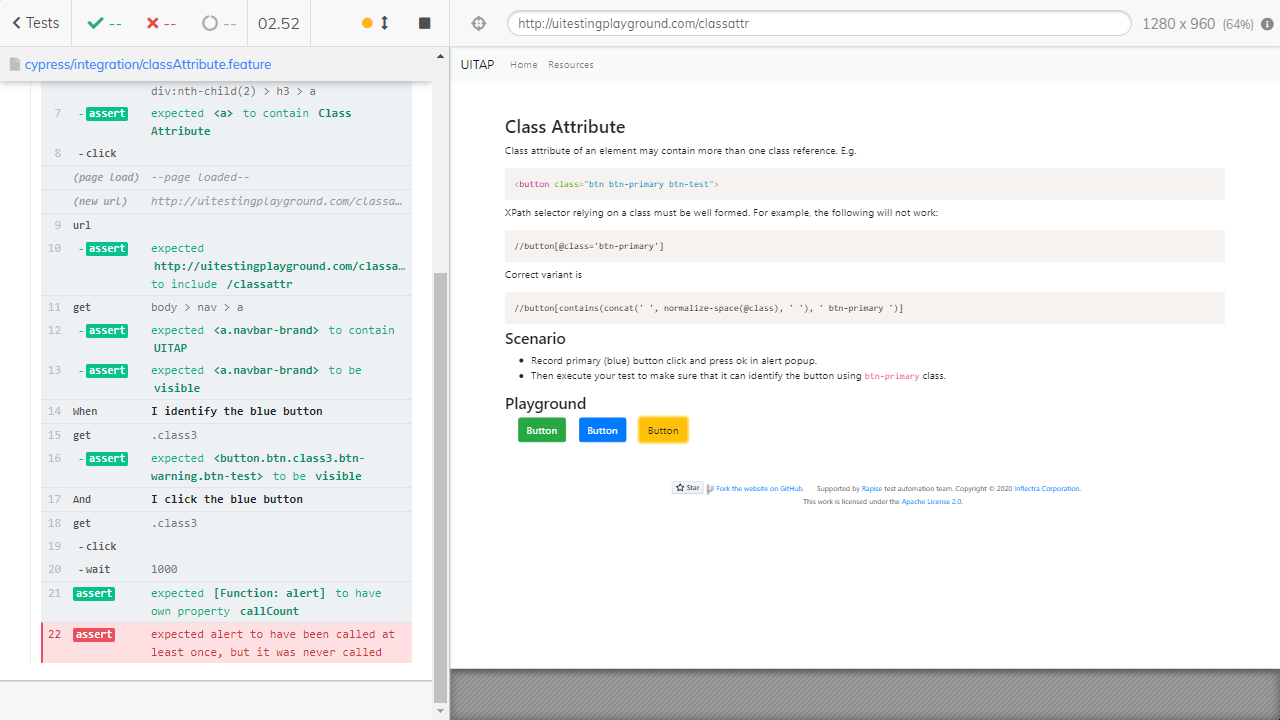 Tests -- -- -- 02.52
cypress/integration/classAttribute.feature
div:nth-child(2) > h3 > a
7 -assert expected <a> to contain Class
Attribute
8 -click
(page load) --page loaded--
(new url) http://uitestingplayground.com/classa…
9 url
10 -assert expected
http://uitestingplayground.com/classa…
to include /classattr
11 get body > nav > a
12 -assert expected <a.navbar-brand> to contain
UITAP
13 -assert expected <a.navbar-brand> to be
visible
14 When I identify the blue button
15 get .class3
16 -assert expected <button.btn.class3.btn-
warning.btn-test> to be visible
17 And I click the blue button
18 get .class3
19 -click
20 -wait 1000
21 assert expected [Function: alert] to have
own property callCount
22 assert expected alert to have been called at
least once, but it was never called
http://uitestingplayground.com/classattr
1280 x 960 (64%)
UITAP Home Resources
Class Attribute
Class attribute of an element may contain more than one class reference. E.g.
<button class="btn btn-primary btn-test">
XPath selector relying on a class must be well formed. For example, the following will not work:
//button[@class='btn-primary']
Correct variant is
//button[contains(concat(' ', normalize-space(@class), ' '), ' btn-primary ')]
Scenario
• Record primary (blue) button click and press ok in alert popup.
• Then execute your test to make sure that it can identify the button using btn-primary class.
Playground
Button Button Button
Star Fork the website on GitHub. Supported by Rapise test automation team. Copyright © 2020 Inflectra Corporation.
This work is licensed under the Apache License 2.0.